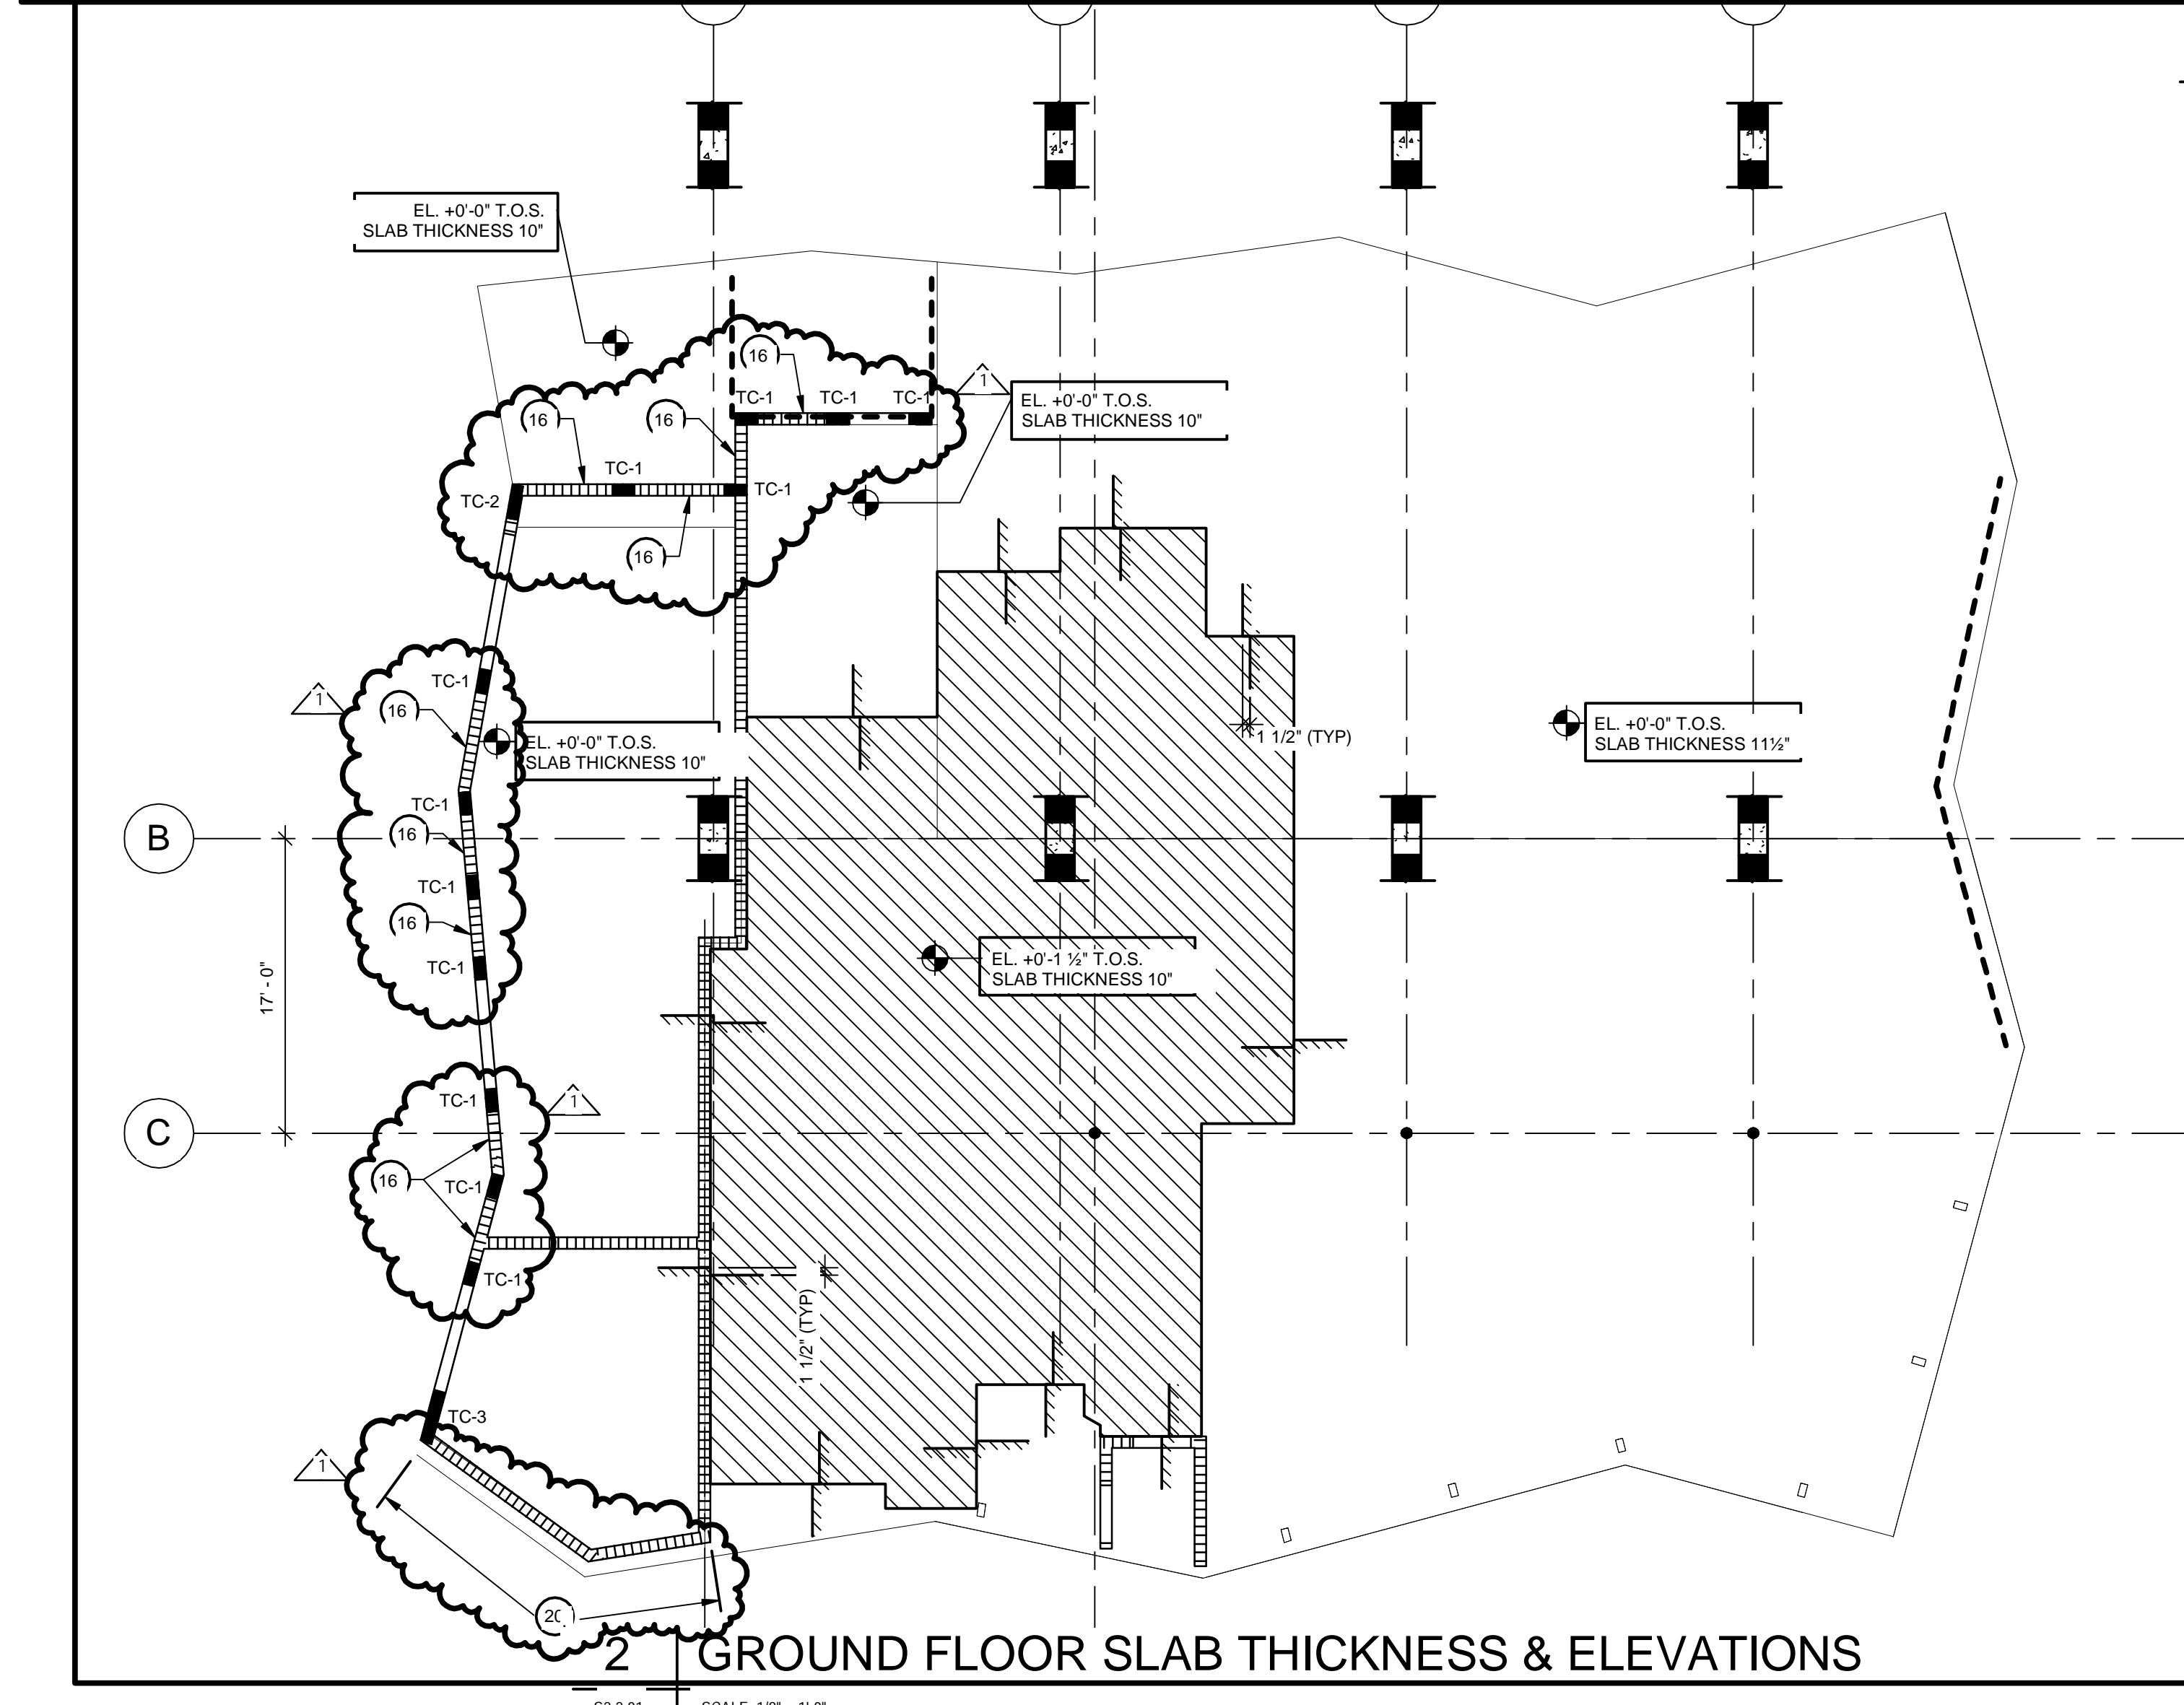 EL. +0'-0" T.O.S.
SLAB THICKNESS 10"
16
1
TC-1 TC-1 TC-1
EL. +0'-0" T.O.S.
SLAB THICKNESS 10"
16
16
TC-1
TC-2
TC-1
16
TC-1
1
16
EL. +0'-0" T.O.S.
SLAB THICKNESS 10"
1 1/2" (TYP)
EL. +0'-0" T.O.S.
SLAB THICKNESS 11½"
TC-1
16
B
TC-1
16
TC-1
EL. +0'-1 ½" T.O.S.
SLAB THICKNESS 10"
17' - 0"
TC-1
1
C
16
TC-1
TC-1
1 1/2" (TYP)
TC-3
1
20
2 GROUND FLOOR SLAB THICKNESS & ELEVATIONS